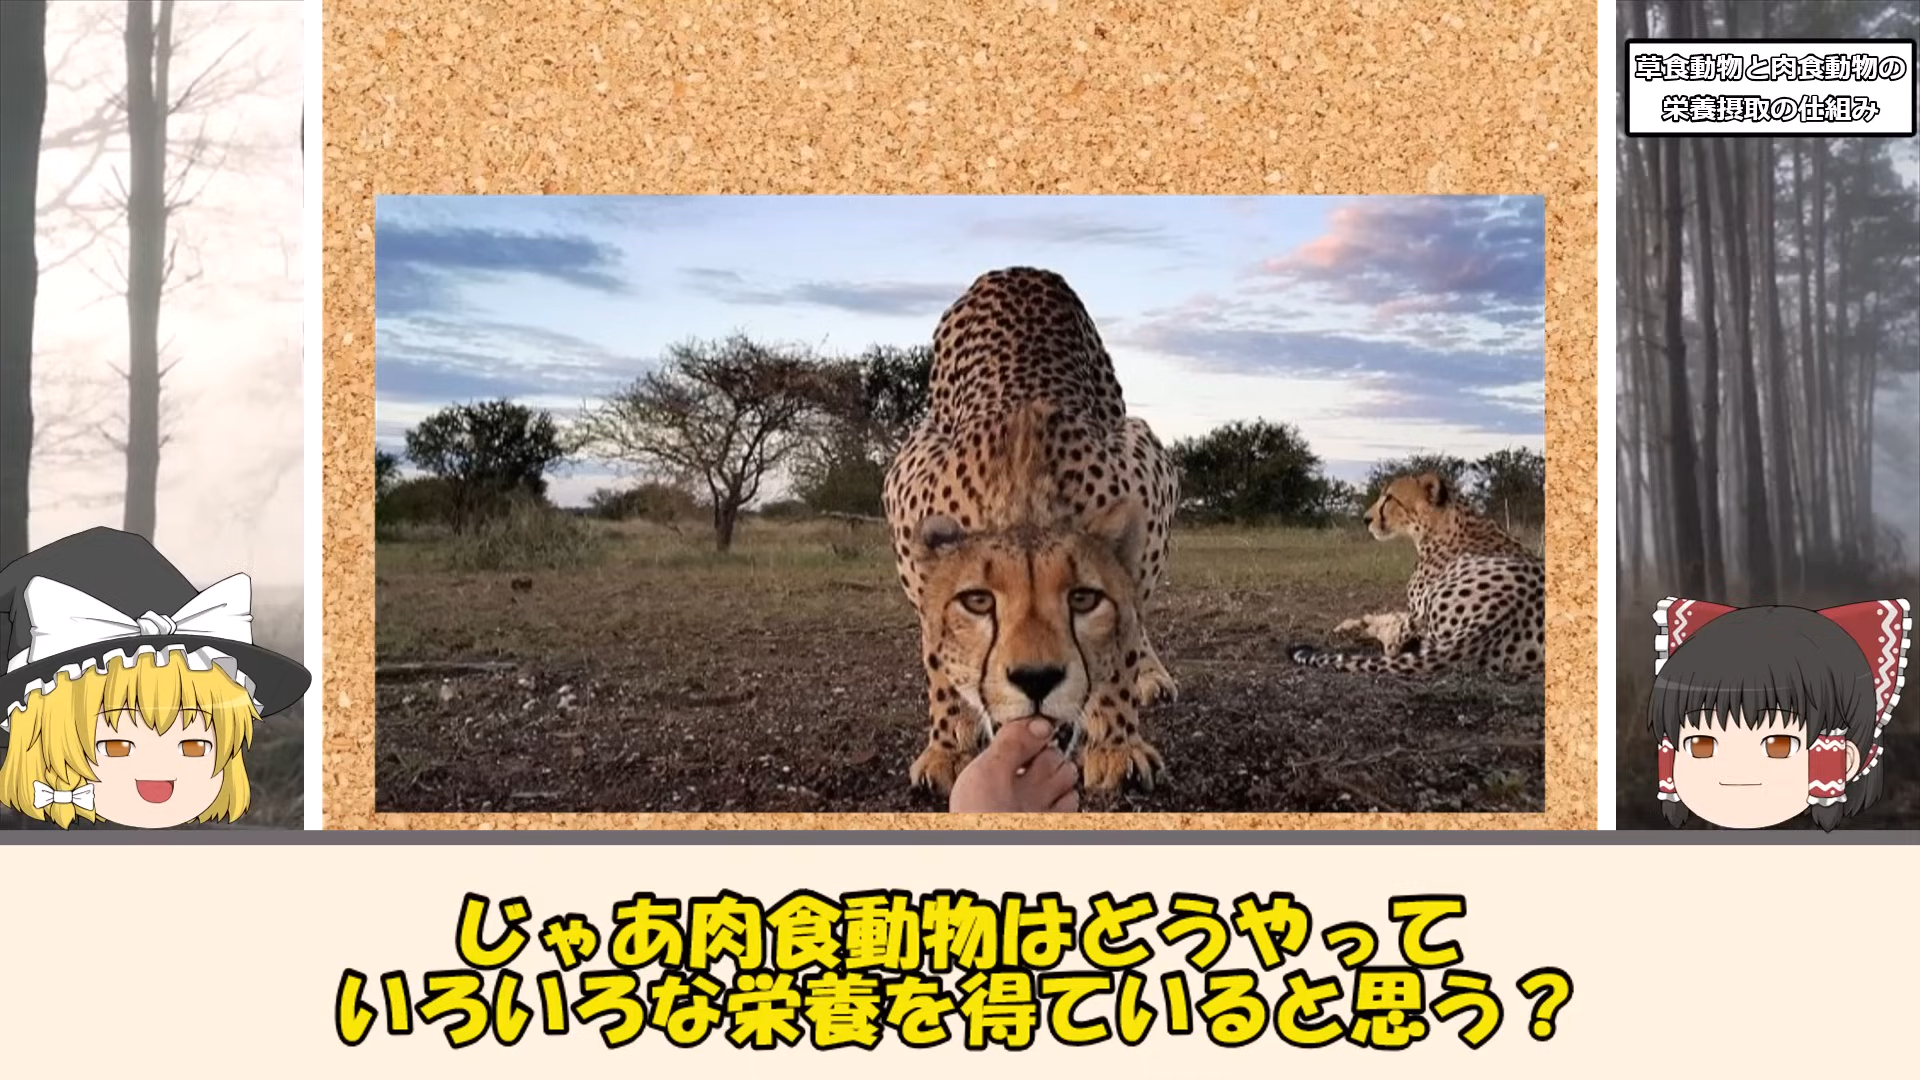 草食動物と肉食動物の
栄養摂取の仕組み
じゃあ肉食動物はどうやって
いろいろな栄養を得ていると思う？